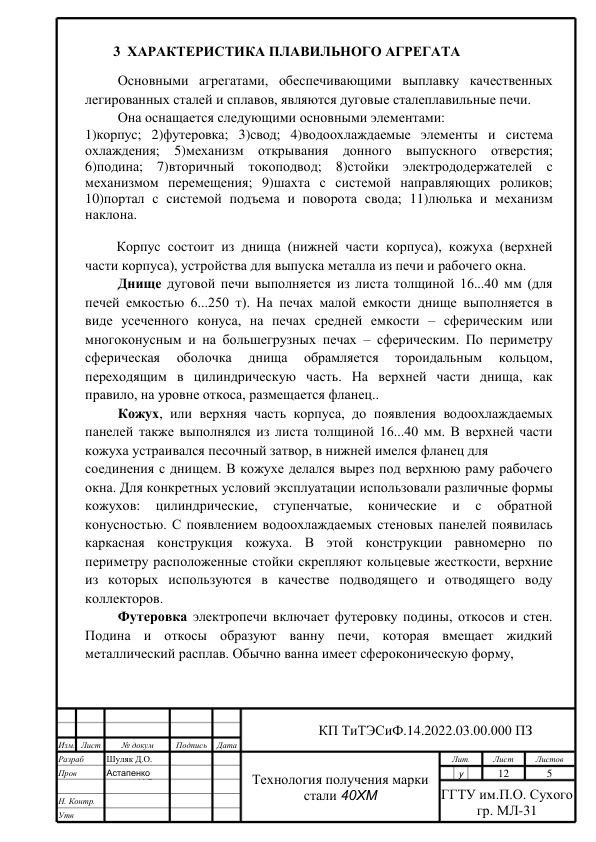 3 ХАРАКТЕРИСТИКА ПЛАВИЛЬНОГО АГРЕГАТА
Основными агрегатами, обеспечивающими выплавку качественных
легированных сталей и сплавов, являются дуговые сталеплавильные печи.
Она оснащается следующими основными элементами:
1)корпус; 2)футеровка; 3)свод; 4)водоохлаждаемые элементы и система
охлаждения; 5)механизм открывания донного выпускного отверстия;
6)подина; 7)вторичный токоподвод; 8)стойки электрододержателей с
механизмом перемещения; 9)шахта с системой направляющих роликов;
10)портал с системой подъема и поворота свода; 11)люлька и механизм
наклона.
Корпус состоит из днища (нижней части корпуса), кожуха (верхней
части корпуса), устройства для выпуска металла из печи и рабочего окна.
Днище дуговой печи выполняется из листа толщиной 16...40 мм (для
печей емкостью 6...250 т). На печах малой емкости днище выполняется в
виде усеченного конуса, на печах средней емкости – сферическим или
многоконусным и на большегрузных печах – сферическим. По периметру
сферическая оболочка днища обрамляется тороидальным кольцом,
переходящим в цилиндрическую часть. На верхней части днища, как
правило, на уровне откоса, размещается фланец..
Кожух, или верхняя часть корпуса, до появления водоохлаждаемых
панелей также выполнялся из листа толщиной 16...40 мм. В верхней части
кожуха устраивался песочный затвор, в нижней имелся фланец для
соединения с днищем. В кожухе делался вырез под верхнюю раму рабочего
окна. Для конкретных условий эксплуатации использовали различные формы
кожухов: цилиндрические, ступенчатые, конические и с обратной
конусностью. С появлением водоохлаждаемых стеновых панелей появилась
каркасная конструкция кожуха. В этой конструкции равномерно по
периметру расположенные стойки скрепляют кольцевые жесткости, верхние
из которых используются в качестве подводящего и отводящего воду
коллекторов.
Футеровка электропечи включает футеровку подины, откосов и стен.
Подина и откосы образуют ванну печи, которая вмещает жидкий
металлический расплав. Обычно ванна имеет сфероконическую форму,
КП ТиТЭСиФ.14.2022.03.00.000 ПЗ
Изм. Лист № докум Подпись Дата
Разраб Шуляк Д.О.
Пров Астапенко
Н. Контр.
Утв
Технология получения марки
стали 40ХМ
Лит. Лист Листов
у 12 5
ГГТУ им.П.О. Сухого
гр. МЛ-31